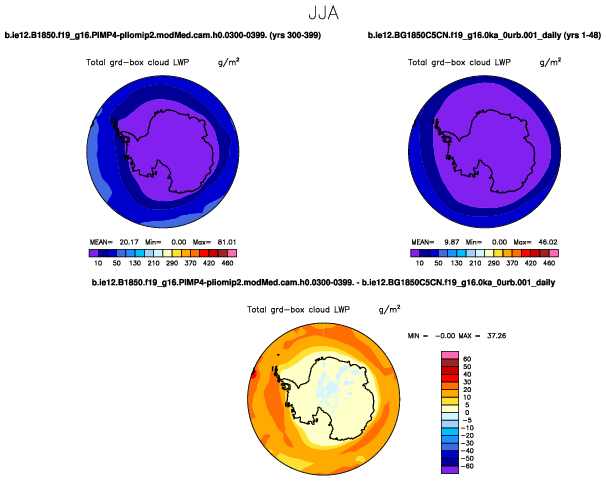 JJA
b.ie12.B1850.f19_g16.PIMP4-pliomip2.modMed.cam.h0.0300-0399. (yrs 300-399)
b.ie12.BG1850C5CN.f19_g16.0ka_0urb.001_daily (yrs 1-48)
Total grd-box cloud LWP g/m²
Total grd-box cloud LWP g/m²
MEAN= 20.17 Min= 0.00 Max= 81.01
MEAN= 9.87 Min= 0.00 Max= 46.02
10 50 130 210 290 370 420 460
10 50 130 210 290 370 420 460
b.ie12.B1850.f19_g16.PIMP4-pliomip2.modMed.cam.h0.0300-0399. - b.ie12.BG1850C5CN.f19_g16.0ka_0urb.001_daily
Total grd-box cloud LWP g/m²
MIN = -0.00 MAX = 37.26
60
50
40
30
20
10
5
0
-5
-10
-20
-30
-40
-50
-60